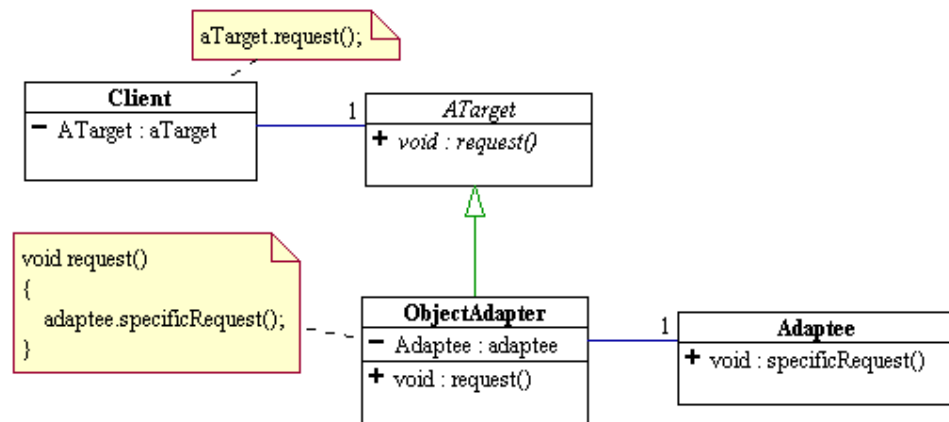 aTarget.request();
Client
− ATarget : aTarget
1
ATarget
+ void : request()
void request()
{
adaptee.specificRequest();
}
ObjectAdapter
− Adaptee : adaptee
+ void : request()
1
Adaptee
+ void : specificRequest()